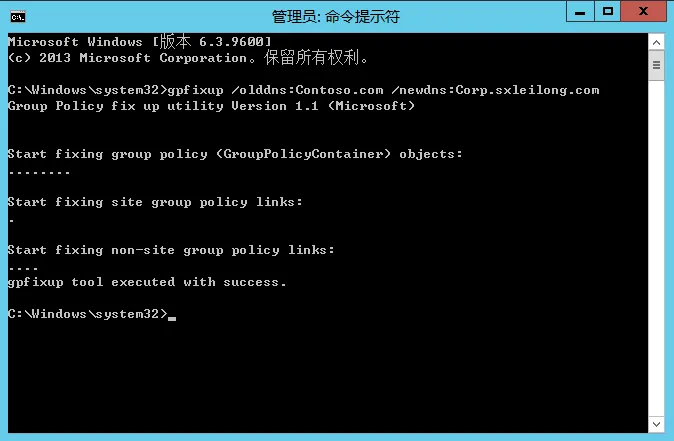 管理员: 命令提示符
Microsoft Windows [版本 6.3.9600]
(c) 2013 Microsoft Corporation。保留所有权利。
C:\Windows\system32>gpfixup /olddns:Contoso.com /newdns:Corp.sxleilong.com
Group Policy fix up utility Version 1.1 (Microsoft)
Start fixing group policy (GroupPolicyContainer) objects:
--------
Start fixing site group policy links:
-
Start fixing non-site group policy links:
----
gpfixup tool executed with success.
C:\Windows\system32>